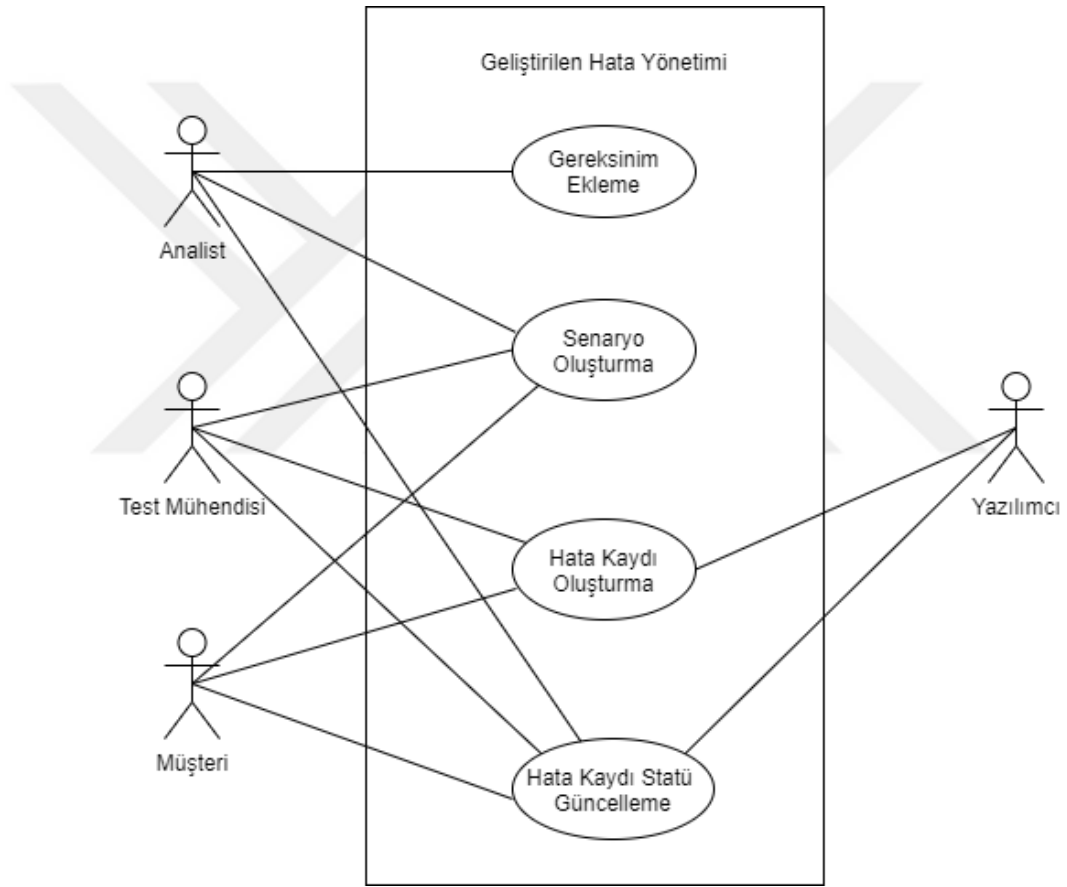 Geliştirilen Hata Yönetimi
Gereksinim
Ekleme
Analist
Senaryo
Oluşturma
Test Mühendisi
Yazılımcı
Hata Kaydı
Oluşturma
Müşteri
Hata Kaydı Statü
Güncelleme